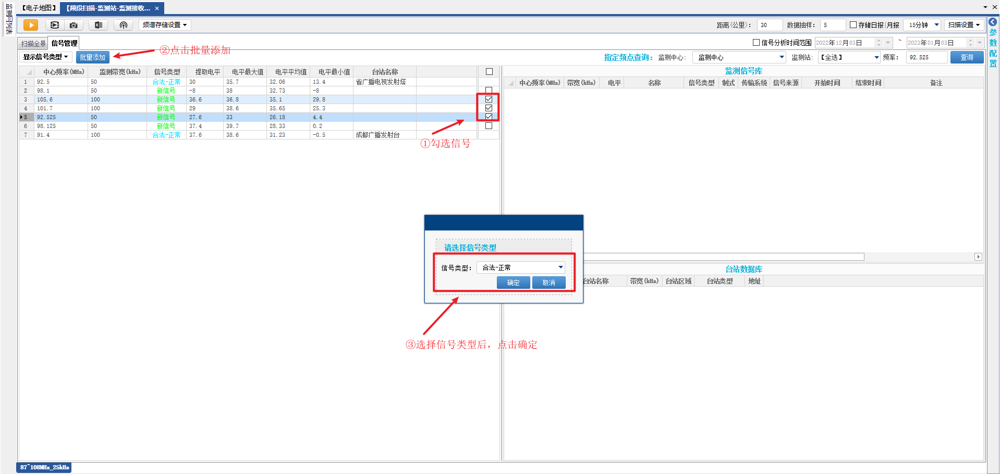 监测网列表
【电子地图】 【频段扫描-监测站-监测接收... ×
频谱存储设置
距离(公里): 30 数据抽样: 5 存储日报|月报 15分钟 扫描设置
参数配置
扫描全景 信号管理
信号分析时间范围 2022年12月03日 ~ 2023年01月03日
显示信号类型 批量添加 ②点击批量添加
指定频点查询: 监测中心: 监测中心 监测站: 【全选】 频率: 92.525 查询
中心频率(MHz) 监测带宽(kHz) 信号类型 提取电平 电平最大值 电平平均值 电平最小值 台站名称
1 92.5 50 合法-正常 30 35.7 32.06 13.4 省广播电视发射塔
2 98.1 50 新信号 -8 38 32.73 -8
3 105.6 100 新信号 36.6 36.8 35.1 29.8
4 101.7 100 新信号 29 38.6 35.65 25.3
5 92.525 50 新信号 27.6 33 26.18 4.4
6 98.125 50 新信号 37.4 39.7 28.33 0.2
7 91.4 100 合法-正常 37.6 38.6 31.23 -0.5 成都广播发射台
①勾选信号
监测信号库
中心频率(MHz) 带宽(kHz) 电平 名称 信号类型 制式 传输系统 信号来源 开始时间 结束时间 备注
请选择信号类型
信号类型: 合法-正常
确定 取消
③选择信号类型后，点击确定
台站数据库
台站名称 带宽(kHz) 台站区域 台站类型 地址
87~108MHz_25kHz